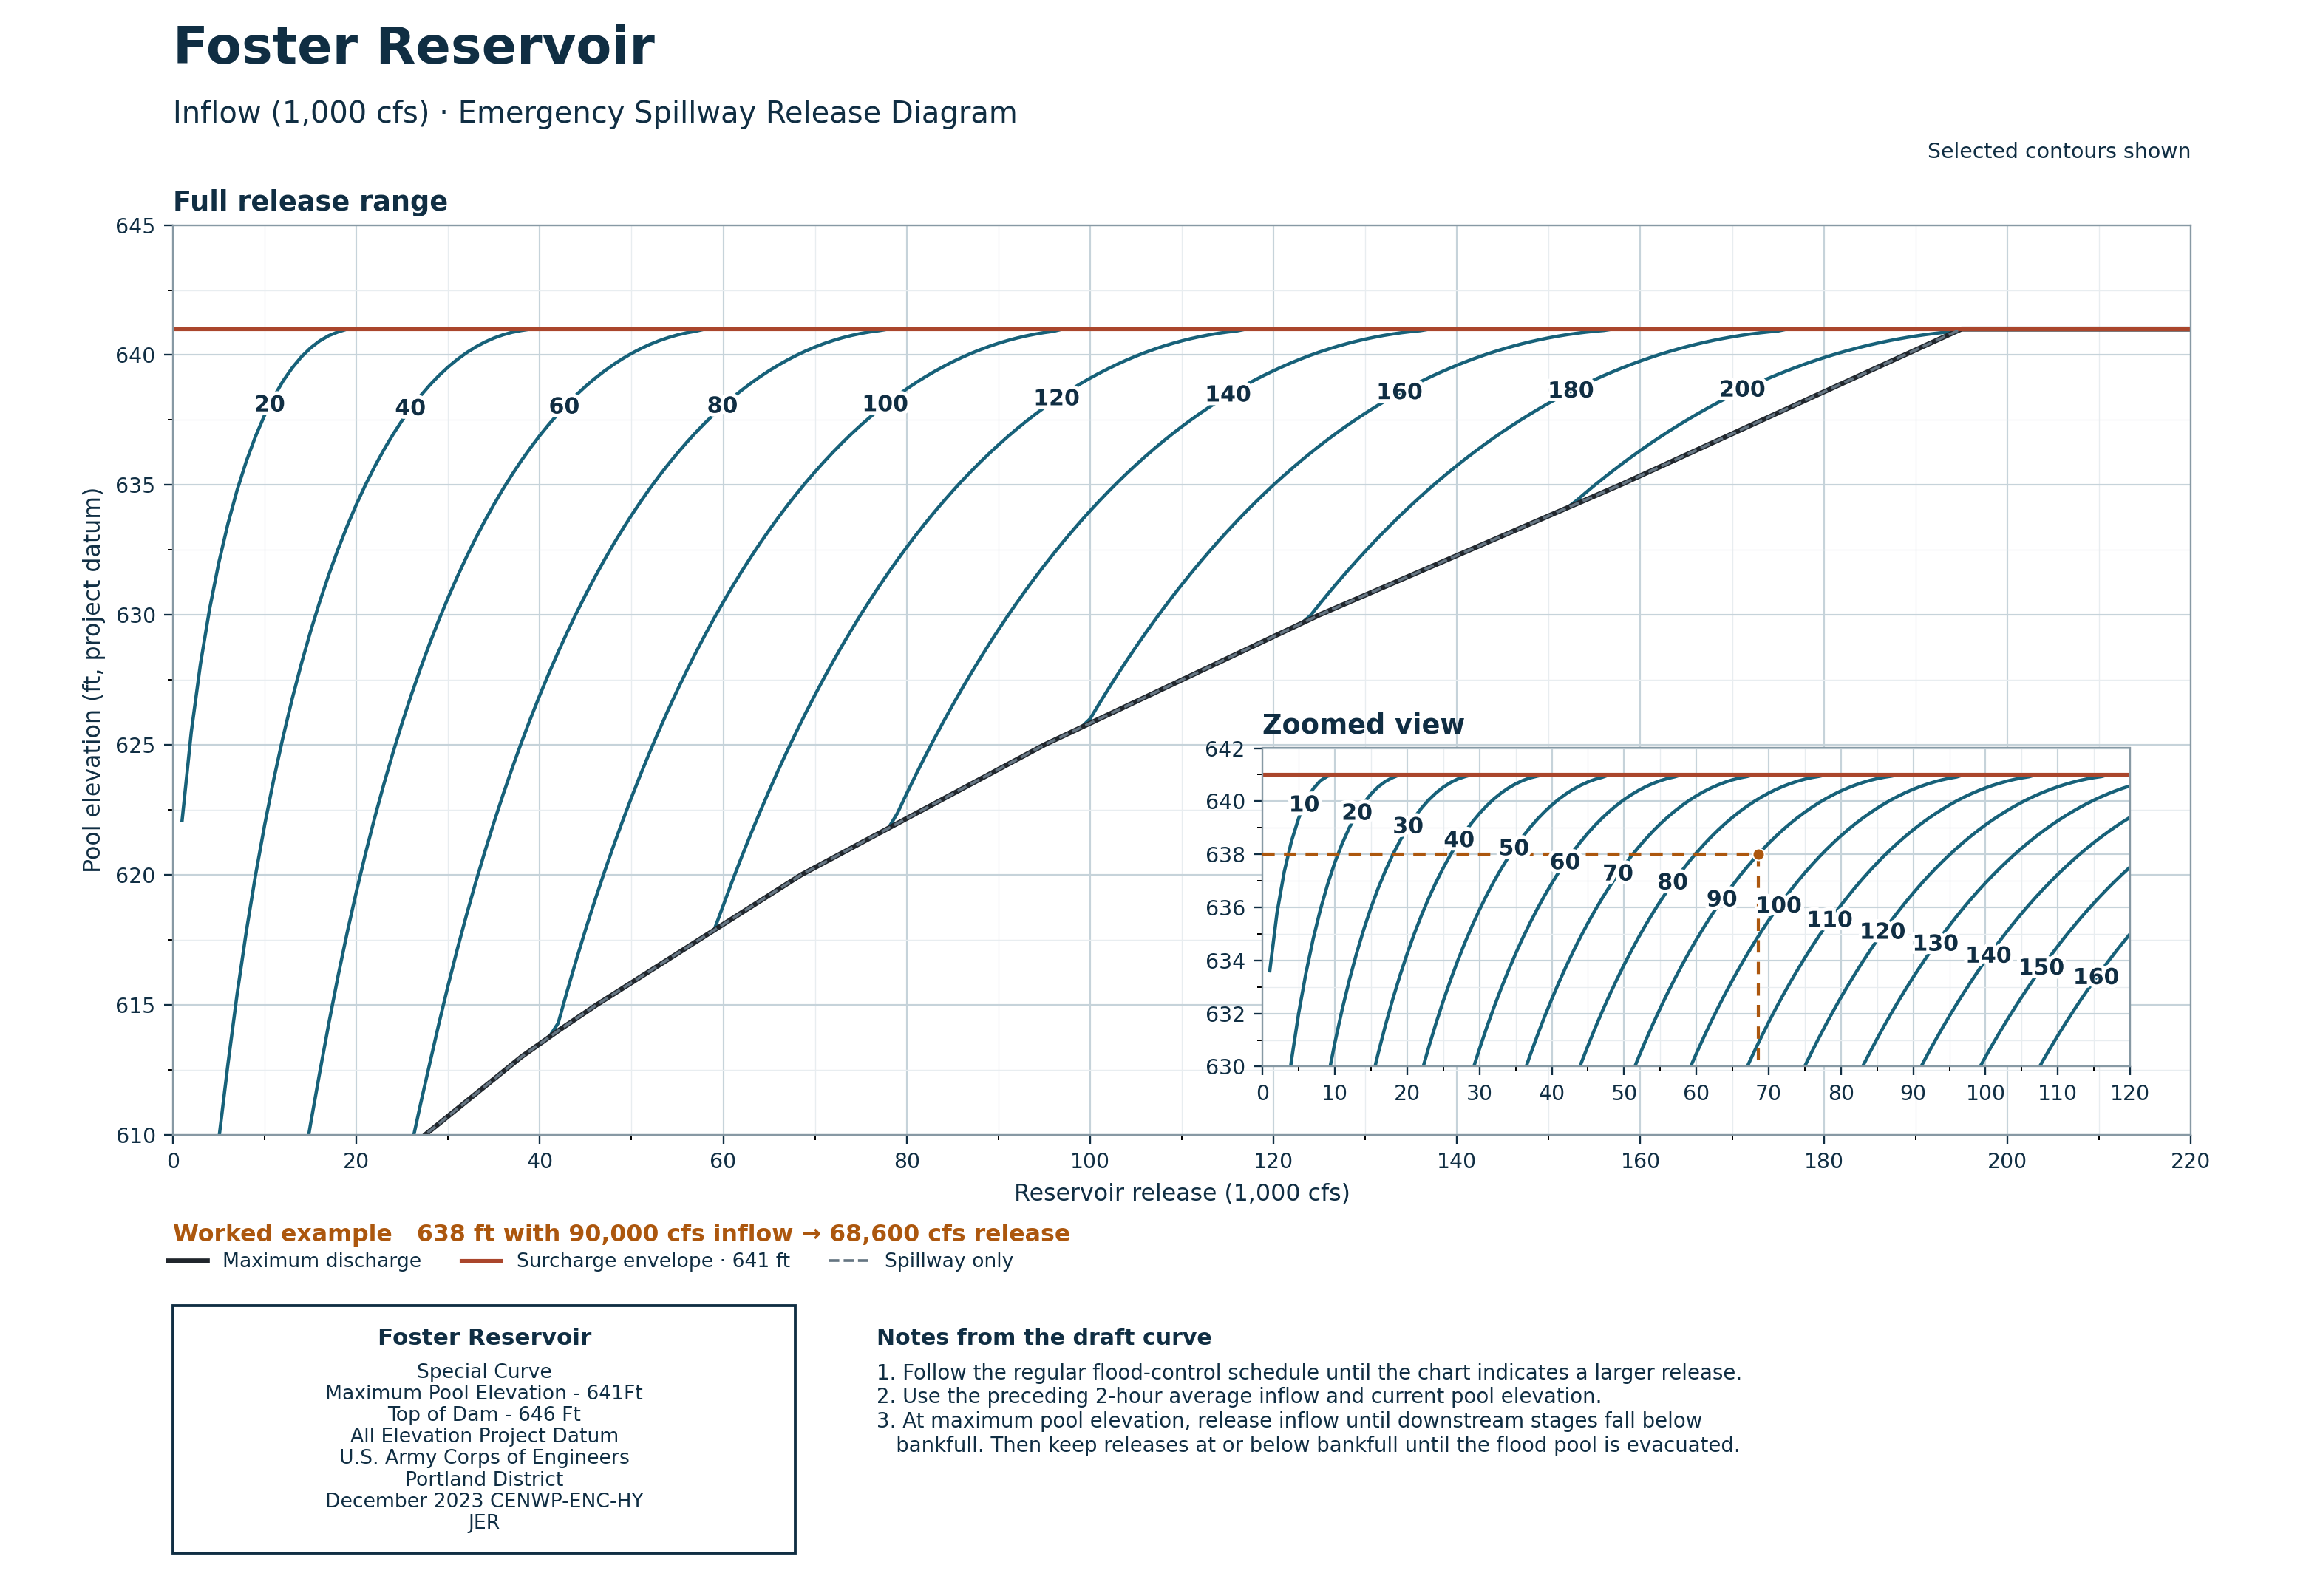 Foster Reservoir
Inflow (1,000 cfs) · Emergency Spillway Release Diagram
Selected contours shown
Full release range
645
640
635
630
625
620
615
610
Pool elevation (ft, project datum)
20
40
60
80
100
120
140
160
180
200
Zoomed view
642
640
638
636
634
632
630
10
20
30
40
50
60
70
80
90
100
110
120
130
140
150
160
0 10 20 30 40 50 60 70 80 90 100 110 120
0 20 40 60 80 100 120 140 160 180 200 220
Reservoir release (1,000 cfs)
Worked example 638 ft with 90,000 cfs inflow → 68,600 cfs release
Maximum discharge Surcharge envelope · 641 ft Spillway only
Foster Reservoir
Special Curve
Maximum Pool Elevation - 641Ft
Top of Dam - 646 Ft
All Elevation Project Datum
U.S. Army Corps of Engineers
Portland District
December 2023 CENWP-ENC-HY
JER
Notes from the draft curve
1. Follow the regular flood-control schedule until the chart indicates a larger release.
2. Use the preceding 2-hour average inflow and current pool elevation.
3. At maximum pool elevation, release inflow until downstream stages fall below
bankfull. Then keep releases at or below bankfull until the flood pool is evacuated.